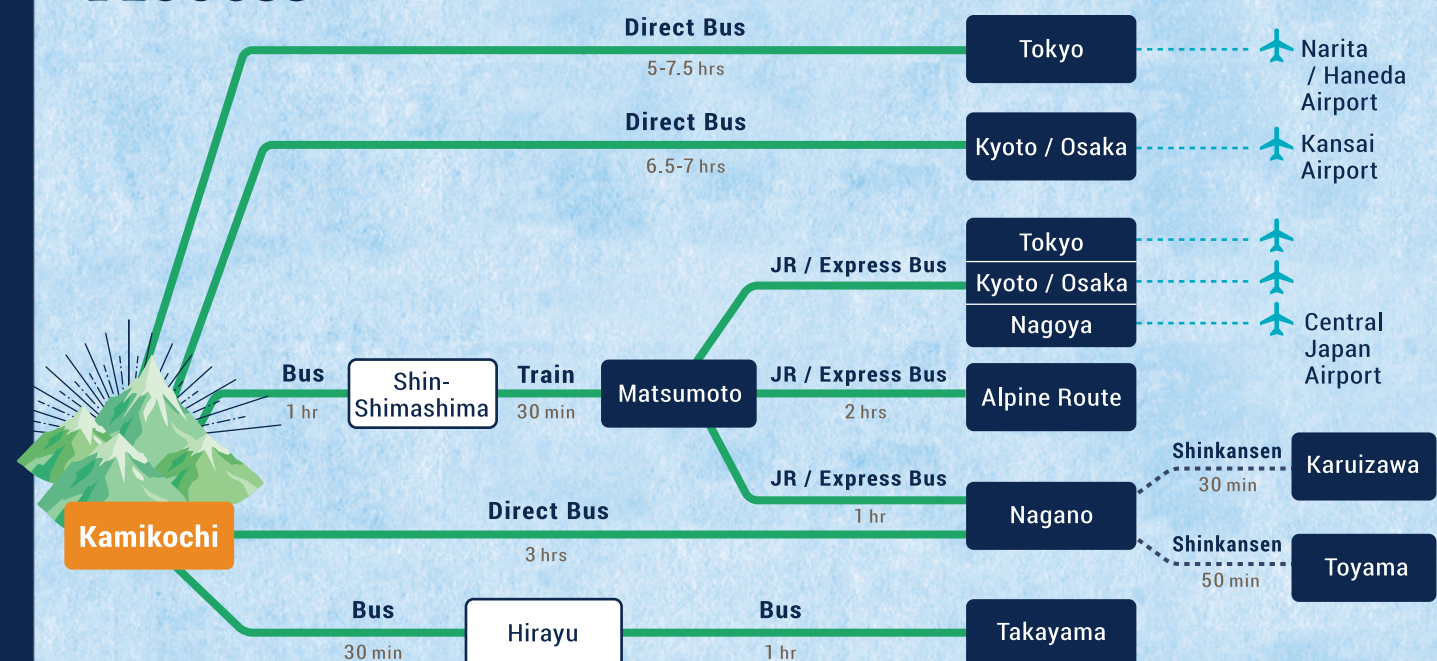 Direct Bus
5-7.5 hrs
Tokyo
Narita
/ Haneda
Airport
Direct Bus
6.5-7 hrs
Kyoto / Osaka
Kansai
Airport
JR / Express Bus
Tokyo
Kyoto / Osaka
Nagoya
Central
Japan
Airport
Bus
1 hr
Shin-
Shimashima
Train
30 min
Matsumoto
JR / Express Bus
2 hrs
Alpine Route
JR / Express Bus
1 hr
Nagano
Shinkansen
30 min
Karuizawa
Shinkansen
50 min
Toyama
Kamikochi
Direct Bus
3 hrs
Bus
30 min
Hirayu
Bus
1 hr
Takayama